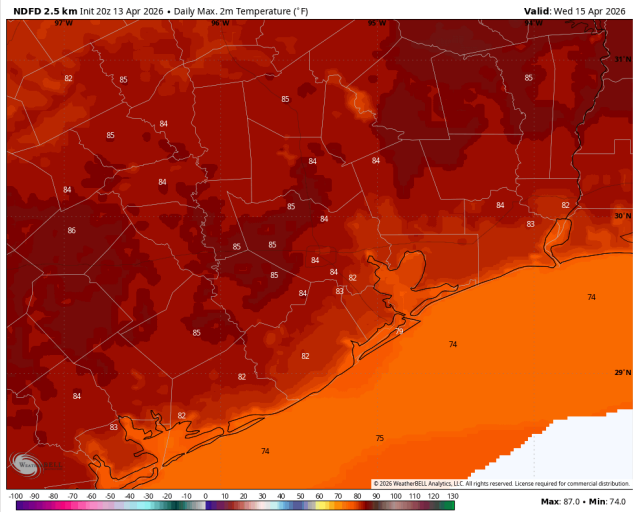 NDFD 2.5 km Init 20z 13 Apr 2026 • Daily Max. 2m Temperature (°F)
Valid: Wed 15 Apr 2026
97°W 96°W 95°W 94°W
31°N
82 85 85
85
84
85
84 84
84 84
85 84 82
84 83
30°N
86
85 85
84
84 82
85
84 83
74
85 79
74
82
29°N
82
84
82
83
75
74
WeatherBELL
© 2026 WeatherBELL Analytics, LLC. All rights reserved. License required for commercial distribution.
-100 -90 -80 -70 -60 -50 -40 -30 -20 -10 0 10 20 30 40 50 60 70 80 90 100 110 120 130
Max: 87.0 • Min: 74.0